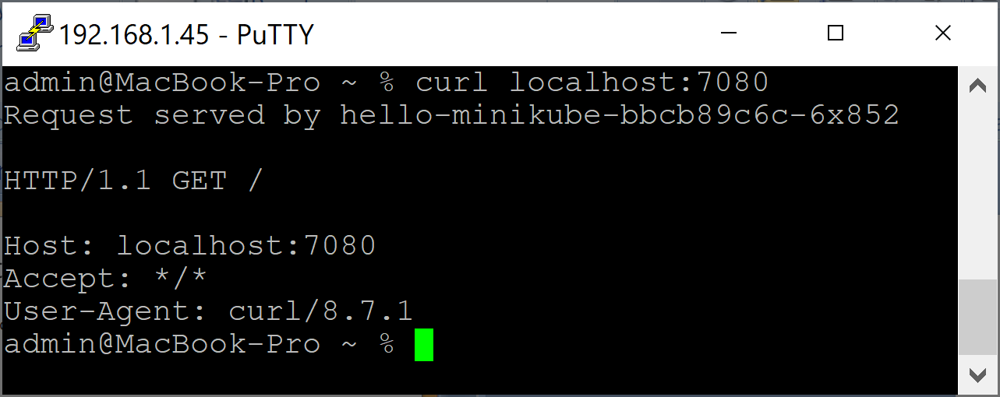 192.168.1.45 - PuTTY
admin@MacBook-Pro ~ % curl localhost:7080
Request served by hello-minikube-bbcb89c6c-6x852
HTTP/1.1 GET /
Host: localhost:7080
Accept: */*
User-Agent: curl/8.7.1
admin@MacBook-Pro ~ %